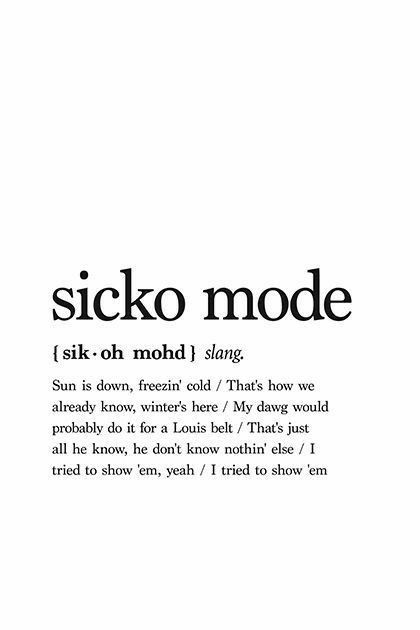 sicko mode
{ sik · oh mohd } slang.
Sun is down, freezin' cold / That's how we
already know, winter's here / My dawg would
probably do it for a Louis belt / That's just
all he know, he don't know nothin' else / I
tried to show 'em, yeah / I tried to show 'em